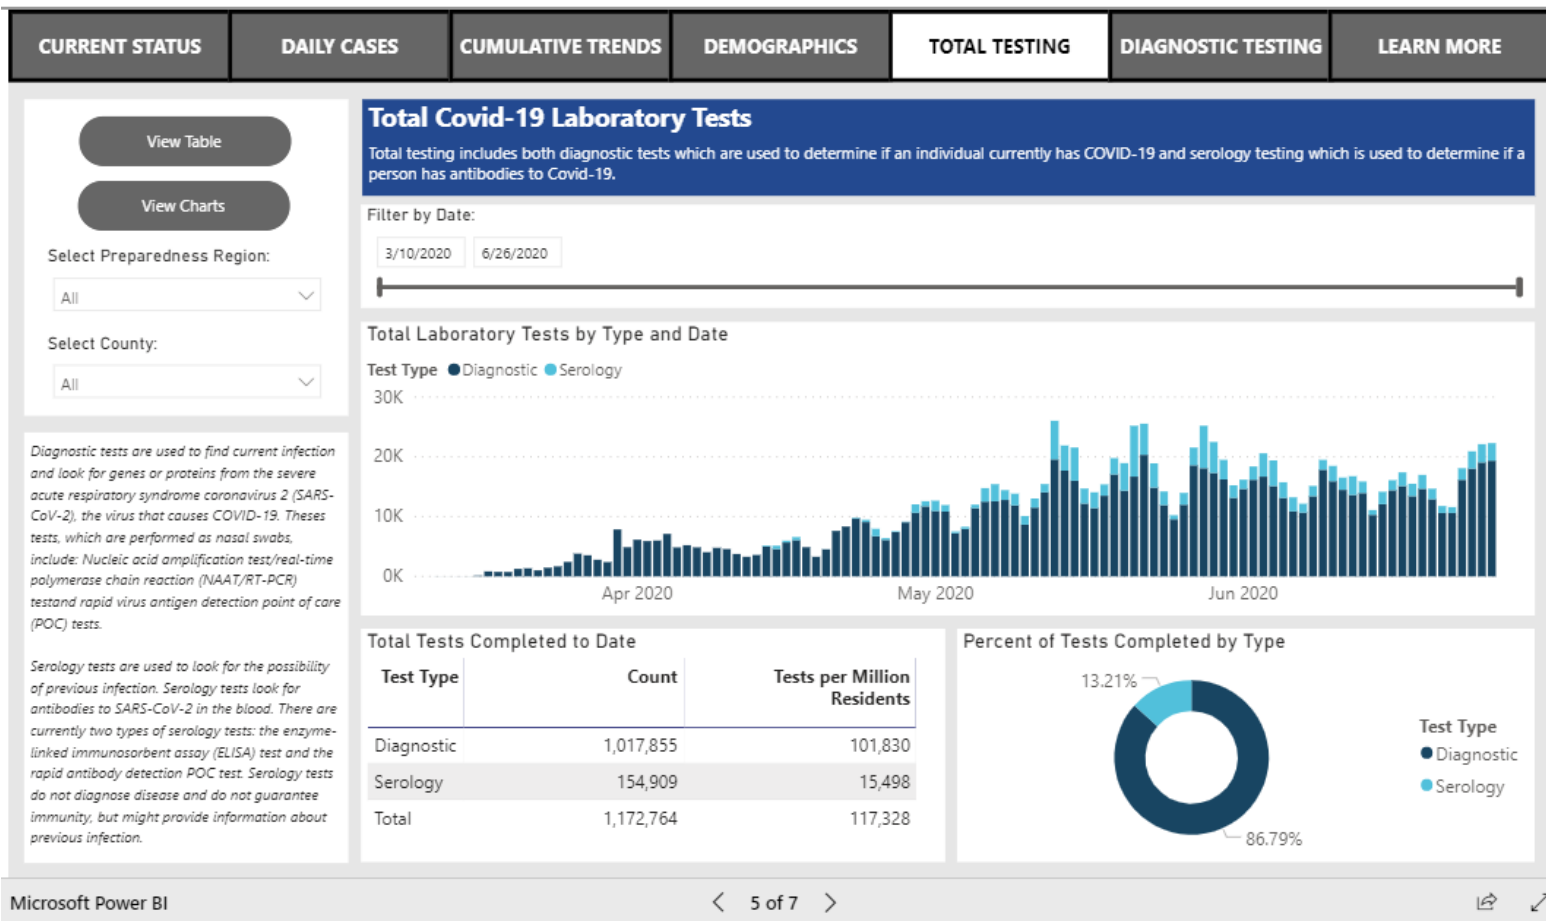 CURRENT STATUS
DAILY CASES
CUMULATIVE TRENDS
DEMOGRAPHICS
TOTAL TESTING
DIAGNOSTIC TESTING
LEARN MORE
View Table
View Charts
Select Preparedness Region:
All
Select County:
All
Diagnostic tests are used to find current infection
and look for genes or proteins from the severe
acute respiratory syndrome coronavirus 2 (SARS-
CoV-2), the virus that causes COVID-19. Theses
tests, which are performed as nasal swabs,
include: Nucleic acid amplification test/real-time
polymerase chain reaction (NAAT/RT-PCR)
testand rapid virus antigen detection point of care
(POC) tests.
Serology tests are used to look for the possibility
of previous infection. Serology tests look for
antibodies to SARS-CoV-2 in the blood. There are
currently two types of serology tests: the enzyme-
linked immunosorbent assay (ELISA) test and the
rapid antibody detection POC test. Serology tests
do not diagnose disease and do not guarantee
immunity, but might provide information about
previous infection.
Total Covid-19 Laboratory Tests
Total testing includes both diagnostic tests which are used to determine if an individual currently has COVID-19 and serology testing which is used to determine if a
person has antibodies to Covid-19.
Filter by Date:
3/10/2020 6/26/2020
Total Laboratory Tests by Type and Date
Test Type Diagnostic Serology
30K
20K
10K
0K
Apr 2020 May 2020 Jun 2020
Total Tests Completed to Date
Test Type Count Tests per Million
Residents
Diagnostic 1,017,855 101,830
Serology 154,909 15,498
Total 1,172,764 117,328
Percent of Tests Completed by Type
13.21%
86.79%
Test Type
Diagnostic
Serology
Microsoft Power BI
5 of 7